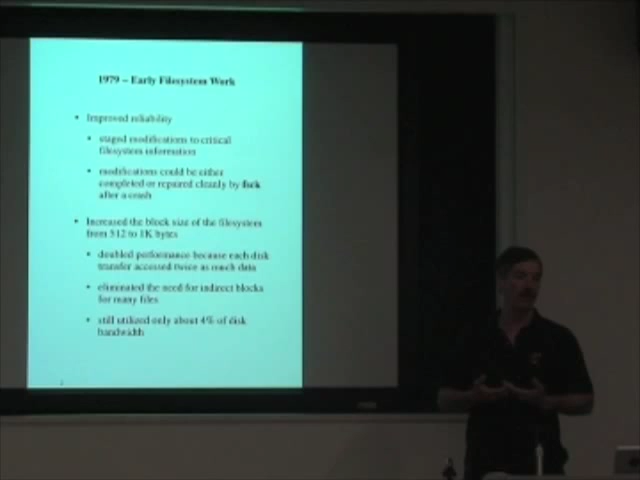 1979 – Early Filesystem Work
• Improved reliability
• staged modifications to critical
filesystem information
• modifications could be either
completed or repaired cleanly by fsck
after a crash
• Increased the block size of the filesystem
from 512 to 1K bytes
• doubled performance because each disk
transfer accessed twice as much data
• eliminated the need for indirect blocks
for many files
• still utilized only about 4% of disk
bandwidth